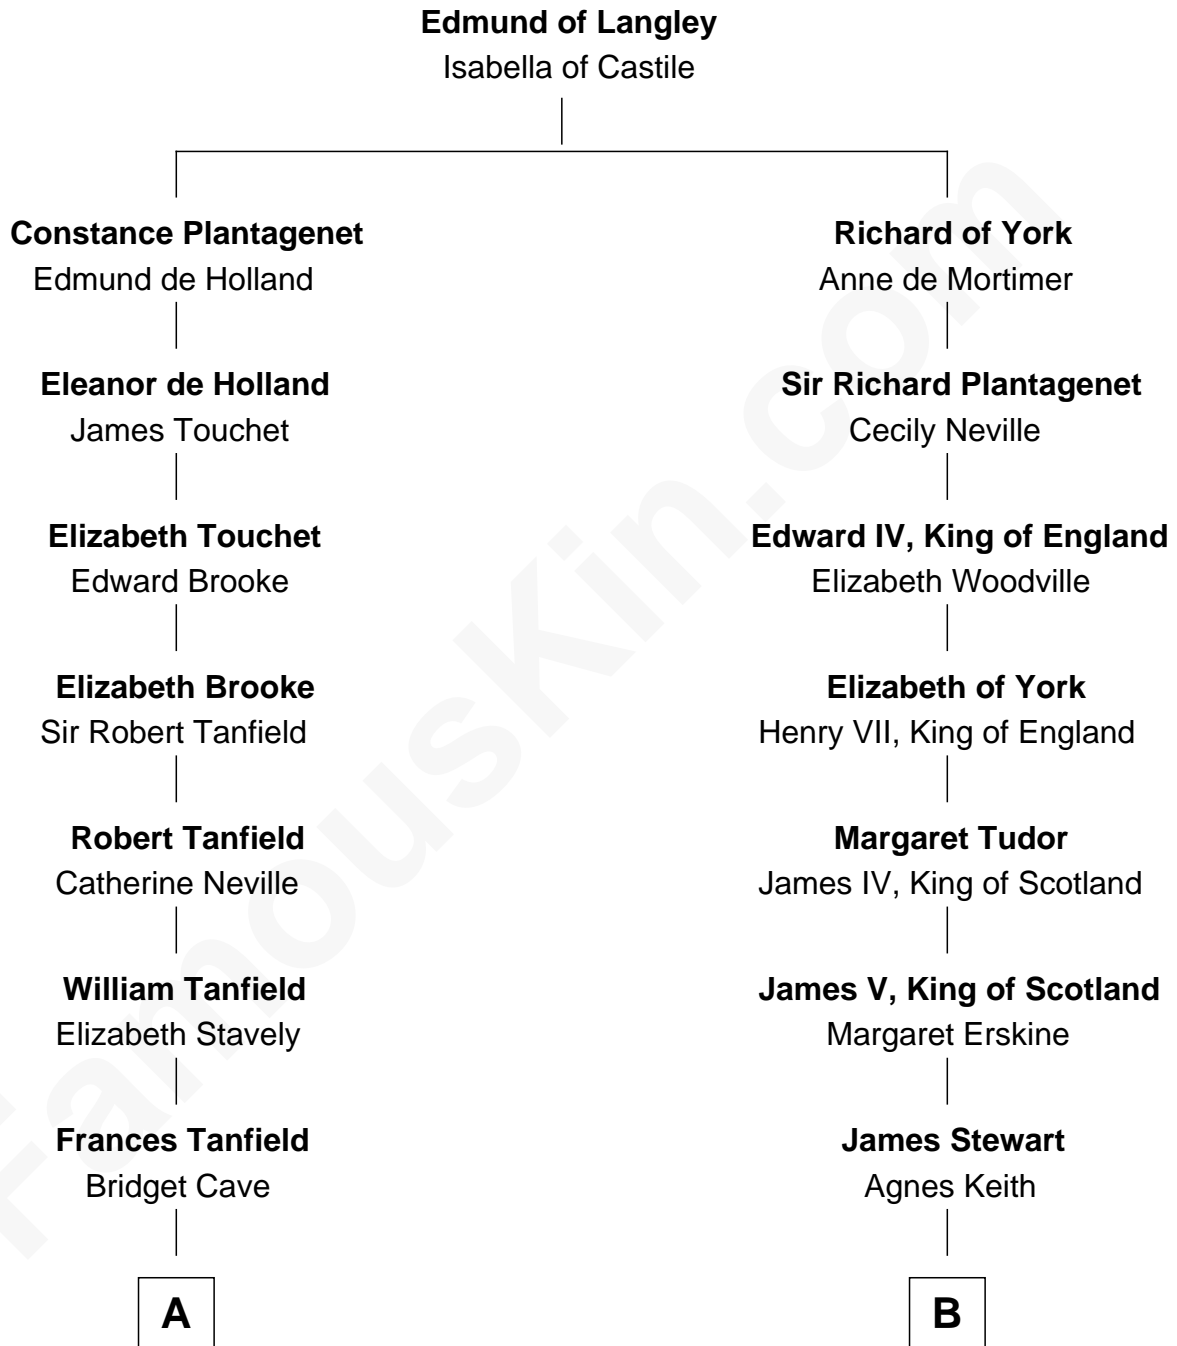 Edmund of Langley
Isabella of Castile
Constance Plantagenet
Edmund de Holland
Eleanor de Holland
James Touchet
Elizabeth Touchet
Edward Brooke
Elizabeth Brooke
Sir Robert Tanfield
Robert Tanfield
Catherine Neville
William Tanfield
Elizabeth Stavely
Frances Tanfield
Bridget Cave
A
Richard of York
Anne de Mortimer
Sir Richard Plantagenet
Cecily Neville
Edward IV, King of England
Elizabeth Woodville
Elizabeth of York
Henry VII, King of England
Margaret Tudor
James IV, King of Scotland
James V, King of Scotland
Margaret Erskine
James Stewart
Agnes Keith
B
FamousKin.com